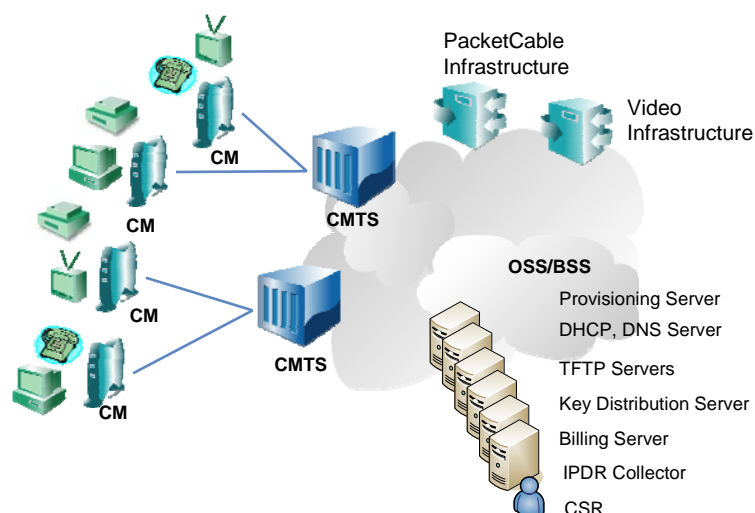 PacketCable
Infrastructure
Video
Infrastructure
CM
CMTS
CM
OSS/BSS
CM
CMTS
CM
Provisioning Server
DHCP, DNS Server
TFTP Servers
Key Distribution Server
Billing Server
IPDR Collector
CSR